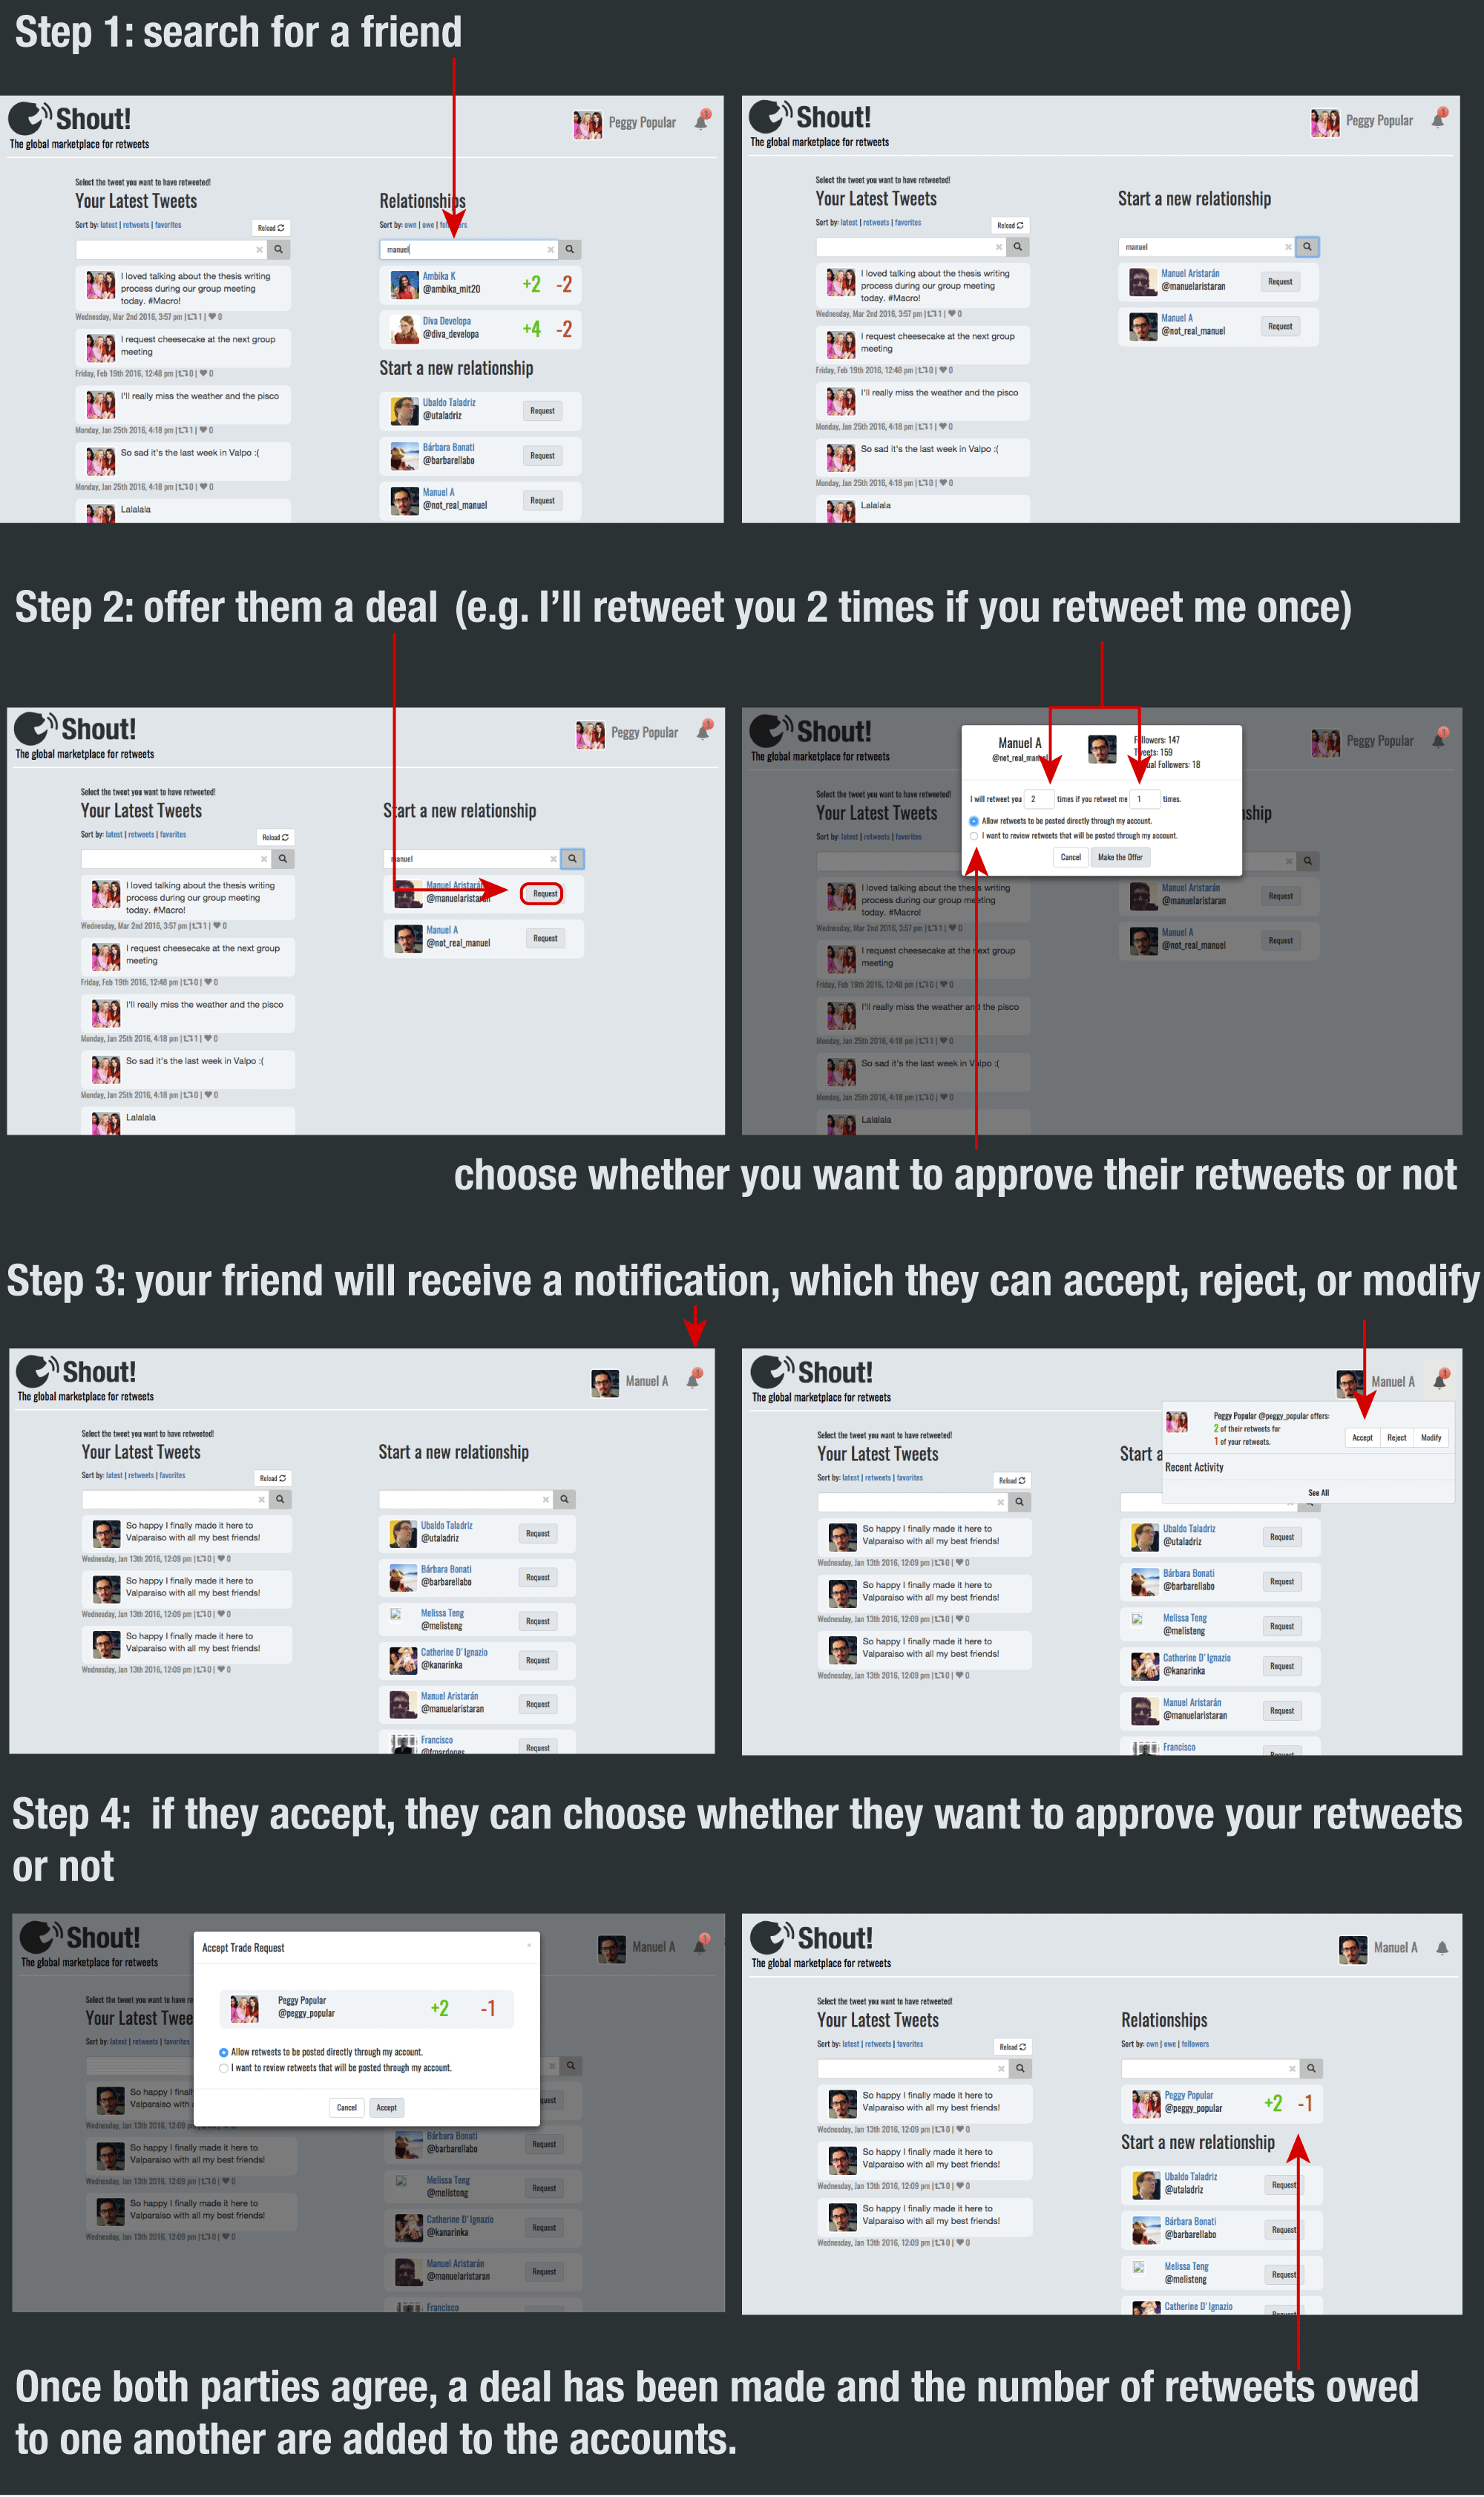 Step 1: search for a friend
Shout!
The global marketplace for retweets
Peggy Popular
1
Select the tweet you want to have retweeted!
Your Latest Tweets
Sort by: latest | retweets | favorites
Reload
I loved talking about the thesis writing
process during our group meeting
today. #Macro!
Wednesday, Mar 2nd 2016, 3:57 pm | 1 | 0
I request cheesecake at the next group
meeting
Friday, Feb 19th 2016, 12:48 pm | 0 | 0
I'll really miss the weather and the pisco
Monday, Jan 25th 2016, 4:18 pm | 1 | 0
So sad it's the last week in Valpo :(
Monday, Jan 25th 2016, 4:18 pm | 0 | 0
Lalalala
Relationships
Sort by: own | owe | followers
manuel
Ambika K
@ambika_mit20
+2 -2
Diva Developa
@diva_developa
+4 -2
Start a new relationship
Ubaldo Taladriz
@utaladriz
Request
Bárbara Bonati
@barbarellabo
Request
Manuel A
@not_real_manuel
Request
Shout!
The global marketplace for retweets
Peggy Popular
Select the tweet you want to have retweeted!
Your Latest Tweets
Sort by: latest | retweets | favorites
Reload
I loved talking about the thesis writing
process during our group meeting
today. #Macro!
Wednesday, Mar 2nd 2016, 3:57 pm | 1 | 0
I request cheesecake at the next group
meeting
Friday, Feb 19th 2016, 12:48 pm | 0 | 0
I'll really miss the weather and the pisco
Monday, Jan 25th 2016, 4:18 pm | 1 | 0
So sad it's the last week in Valpo :(
Monday, Jan 25th 2016, 4:18 pm | 0 | 0
Lalalala
Start a new relationship
manuel
Manuel Aristarán
@manuelaristaran
Request
Manuel A
@not_real_manuel
Request
Step 2: offer them a deal (e.g. I’ll retweet you 2 times if you retweet me once)
Shout!
The global marketplace for retweets
Peggy Popular
1
Select the tweet you want to have retweeted!
Your Latest Tweets
Sort by: latest | retweets | favorites
Reload
I loved talking about the thesis writing
process during our group meeting
today. #Macro!
Wednesday, Mar 2nd 2016, 3:57 pm | 1 | 0
I request cheesecake at the next group
meeting
Friday, Feb 19th 2016, 12:48 pm | 0 | 0
I'll really miss the weather and the pisco
Monday, Jan 25th 2016, 4:18 pm | 1 | 0
So sad it's the last week in Valpo :(
Monday, Jan 25th 2016, 4:18 pm | 0 | 0
Lalalala
Start a new relationship
manuel
Manuel Aristarán
@manuelaristaran
Request
Manuel A
@not_real_manuel
Request
Shout!
The global marketplace for retweets
Peggy Popular
1
Select the tweet you want to have retweeted!
Your Latest Tweets
Sort by: latest | retweets | favorites
I loved talking about the thesis writing
process during our group meeting
today. #Macro!
Wednesday, Mar 2nd 2016, 3:57 pm | 1 | 0
I request cheesecake at the next group
meeting
Friday, Feb 19th 2016, 12:48 pm | 0 | 0
I'll really miss the weather and the pisco
Monday, Jan 25th 2016, 4:18 pm | 1 | 0
So sad it's the last week in Valpo :(
Monday, Jan 25th 2016, 4:18 pm | 0 | 0
Lalalala
Manuel A
@not_real_manuel
Followers: 147
Tweets: 159
Followers: 18
I will retweet you 2 times if you retweet me 1 times.
Allow retweets to be posted directly through my account.
I want to review retweets that will be posted through my account.
Cancel
Make the Offer
Manuel Aristarán
@manuelaristaran
Request
Manuel A
@not_real_manuel
Request
choose whether you want to approve their retweets or not
Step 3: your friend will receive a notification, which they can accept, reject, or modify
Shout!
The global marketplace for retweets
Manuel A
1
Select the tweet you want to have retweeted!
Your Latest Tweets
Sort by: latest | retweets | favorites
Reload
So happy I finally made it here to
Valparaiso with all my best friends!
Wednesday, Jan 13th 2016, 12:09 pm | 0 | 0
So happy I finally made it here to
Valparaiso with all my best friends!
Wednesday, Jan 13th 2016, 12:09 pm | 0 | 0
So happy I finally made it here to
Valparaiso with all my best friends!
Wednesday, Jan 13th 2016, 12:09 pm | 0 | 0
Start a new relationship
Ubaldo Taladriz
@utaladriz
Request
Bárbara Bonati
@barbarellabo
Request
Melissa Teng
@melisteng
Request
Catherine D'Ignazio
@kanarinka
Request
Manuel Aristarán
@manuelaristaran
Request
Francisco
@fmardones
Request
Shout!
The global marketplace for retweets
Manuel A
1
Select the tweet you want to have retweeted!
Your Latest Tweets
Sort by: latest | retweets | favorites
Reload
So happy I finally made it here to
Valparaiso with all my best friends!
Wednesday, Jan 13th 2016, 12:09 pm | 0 | 0
So happy I finally made it here to
Valparaiso with all my best friends!
Wednesday, Jan 13th 2016, 12:09 pm | 0 | 0
So happy I finally made it here to
Valparaiso with all my best friends!
Wednesday, Jan 13th 2016, 12:09 pm | 0 | 0
Start a
Peggy Popular @peggy_popular offers:
2 of their retweets for
1 of your retweets.
Accept
Reject
Modify
Recent Activity
See All
Ubaldo Taladriz
@utaladriz
Request
Bárbara Bonati
@barbarellabo
Request
Melissa Teng
@melisteng
Request
Catherine D'Ignazio
@kanarinka
Request
Manuel Aristarán
@manuelaristaran
Request
Francisco
Request
Step 4: if they accept, they can choose whether they want to approve your retweets
or not
Shout!
The global marketplace for retweets
Manuel A
1
Select the tweet you want to have re
Your Latest Twee
Sort by: latest | retweets | favorites
So happy I finall
Valparaiso with
Wednesday, Jan 13th 2016, 12:09 pm
So happy I finally made it here to
Valparaiso with all my best friends!
Wednesday, Jan 13th 2016, 12:09 pm | 0 | 0
So happy I finally made it here to
Valparaiso with all my best friends!
Wednesday, Jan 13th 2016, 12:09 pm | 0 | 0
Accept Trade Request
Peggy Popular
@peggy_popular
+2 -1
Allow retweets to be posted directly through my account.
I want to review retweets that will be posted through my account.
Cancel
Accept
quest
Bárbara Bonati
@barbarellabo
Request
Melissa Teng
@melisteng
Request
Catherine D'Ignazio
@kanarinka
Request
Manuel Aristarán
@manuelaristaran
Request
Francisco
Shout!
The global marketplace for retweets
Manuel A
Select the tweet you want to have retweeted!
Your Latest Tweets
Sort by: latest | retweets | favorites
Reload
So happy I finally made it here to
Valparaiso with all my best friends!
Wednesday, Jan 13th 2016, 12:09 pm | 0 | 0
So happy I finally made it here to
Valparaiso with all my best friends!
Wednesday, Jan 13th 2016, 12:09 pm | 0 | 0
So happy I finally made it here to
Valparaiso with all my best friends!
Wednesday, Jan 13th 2016, 12:09 pm | 0 | 0
Relationships
Sort by: own | owe | followers
Peggy Popular
@peggy_popular
+2 -1
Start a new relationship
Ubaldo Taladriz
@utaladriz
Request
Bárbara Bonati
@barbarellabo
Request
Melissa Teng
@melisteng
Request
Catherine D'Ignazio
Request
Once both parties agree, a deal has been made and the number of retweets owed
to one another are added to the accounts.